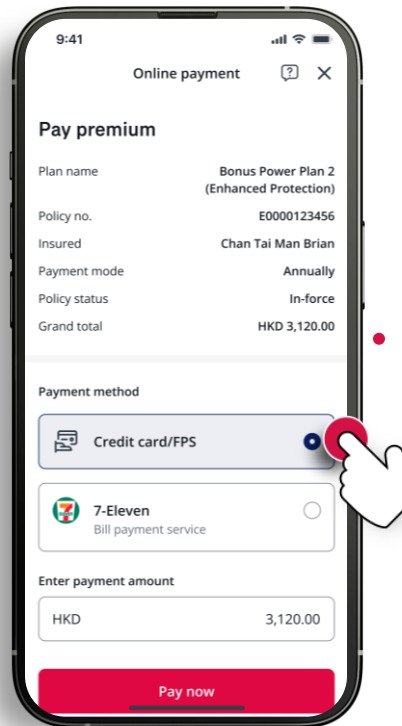 9:41
Online payment
Pay premium
Plan name Bonus Power Plan 2
(Enhanced Protection)
Policy no. E0000123456
Insured Chan Tai Man Brian
Payment mode Annually
Policy status In-force
Grand total HKD 3,120.00
Payment method
Credit card/FPS
7-Eleven
Bill payment service
Enter payment amount
HKD 3,120.00
Pay now